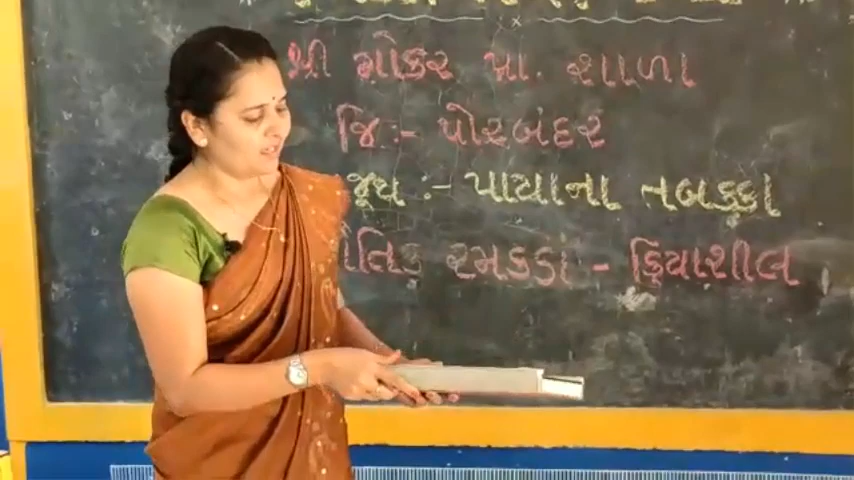 શ્રી ગોકર પ્રા. શાળા
જિ :- પોરબંદર
જૂથ :- પાયાના તબક્કા
રમકડાં - ક્રિયાશીલ